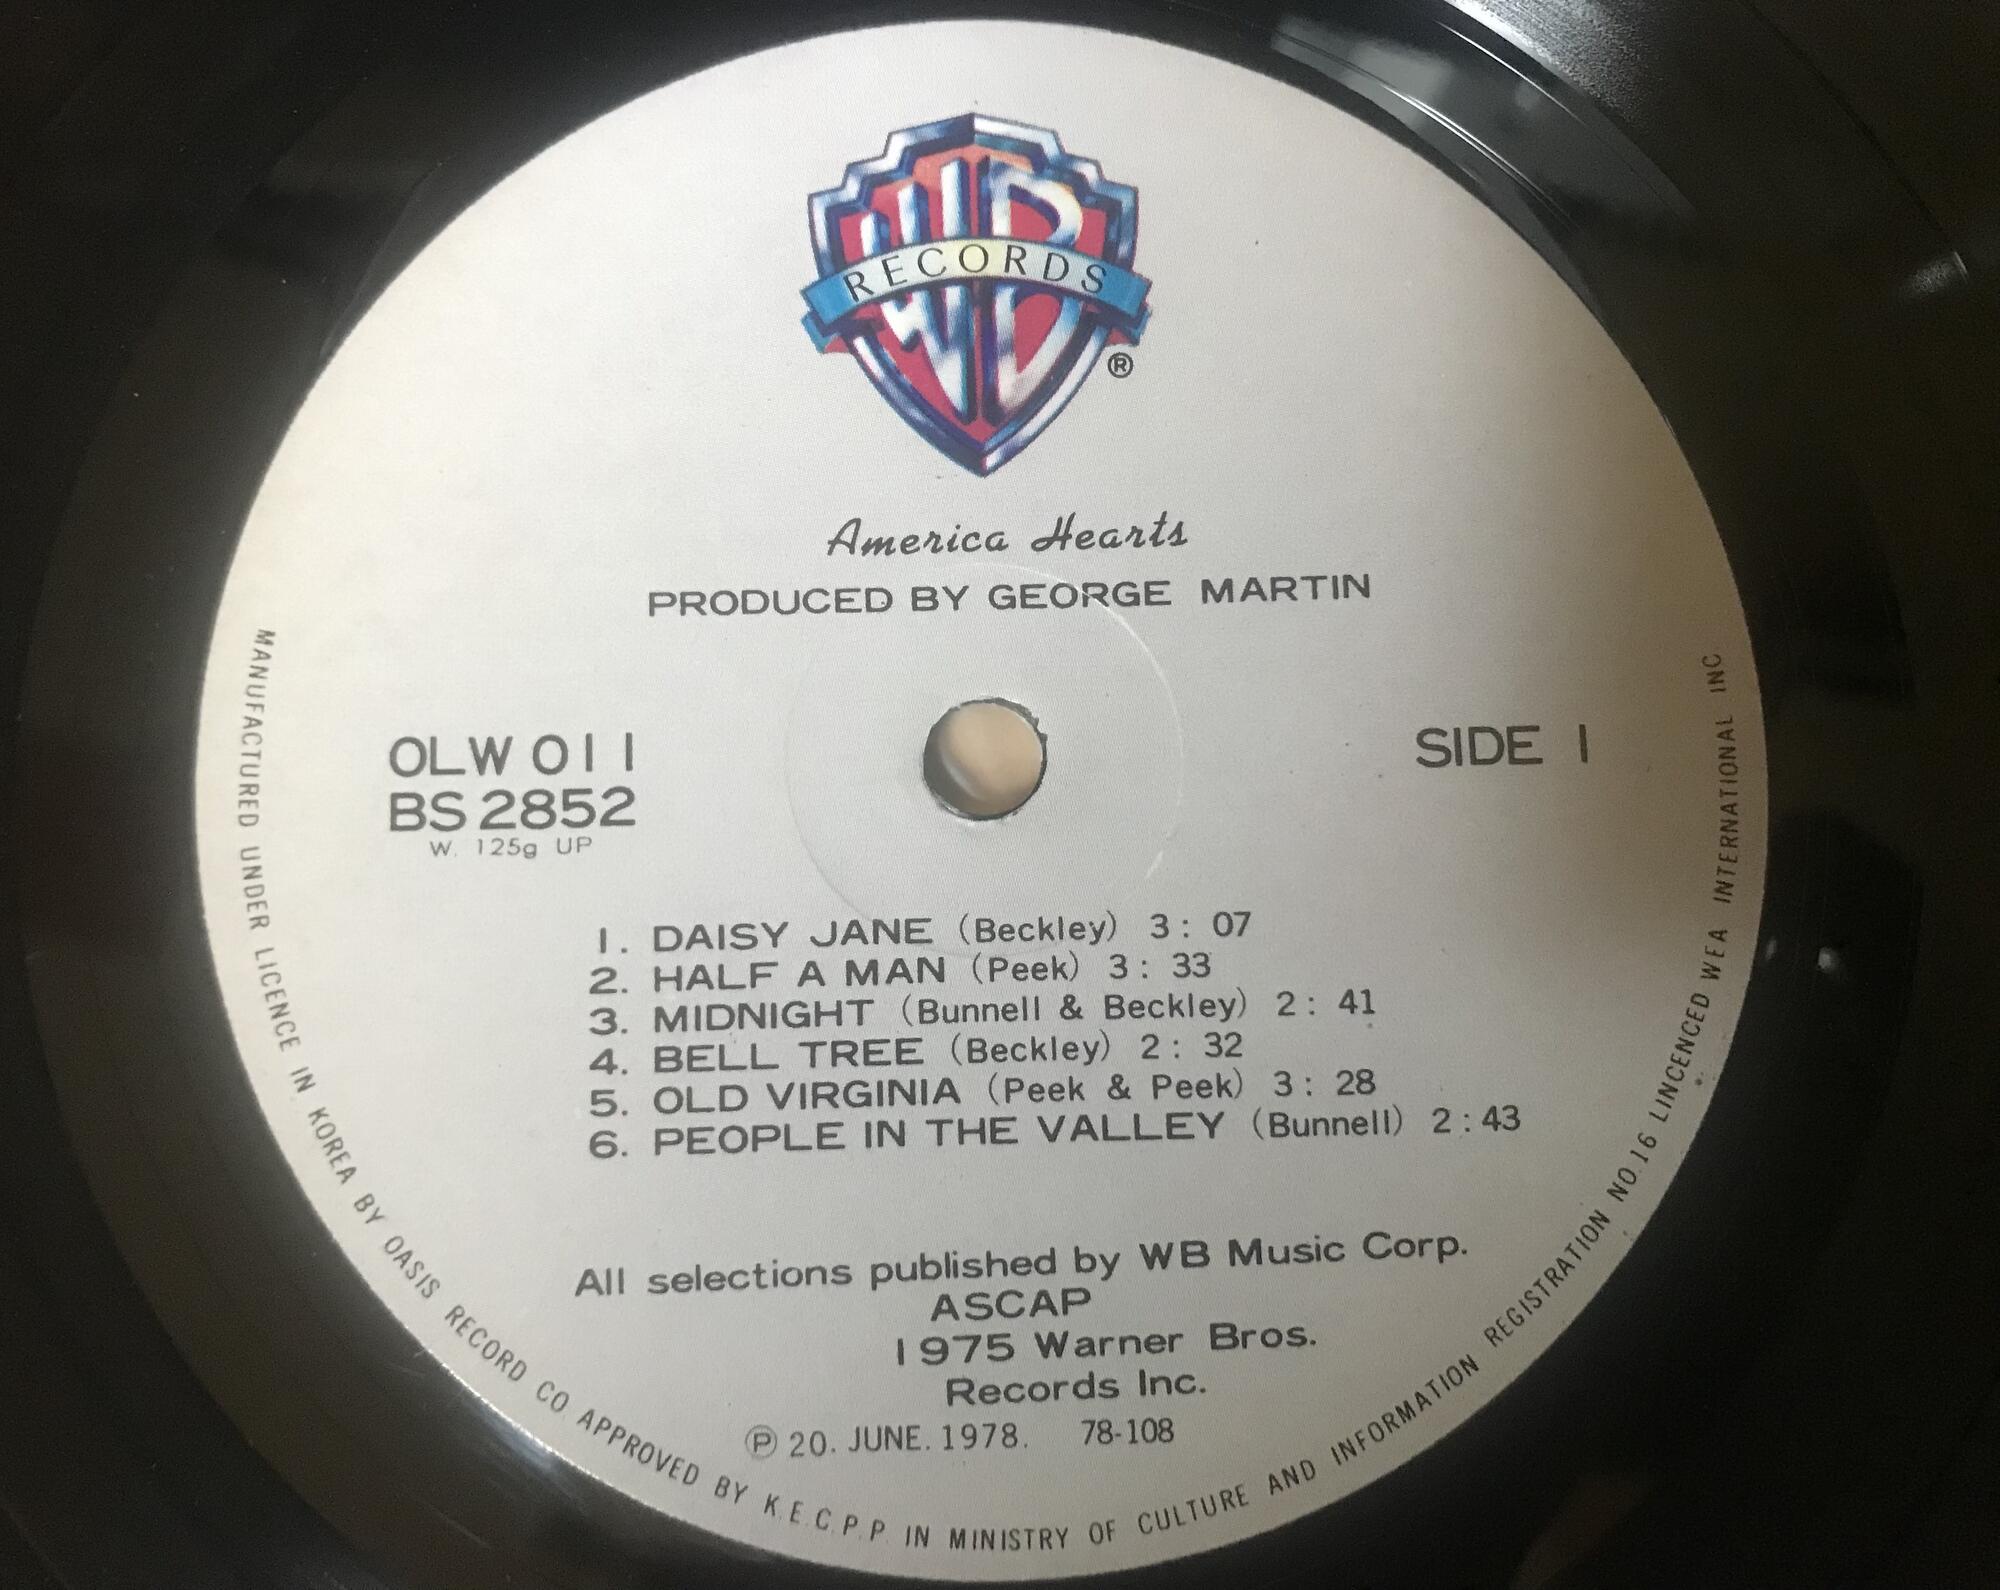 WB
RECORDS
®
America Hearts
PRODUCED BY GEORGE MARTIN
OLW 011
BS 2852
W. 125g UP
SIDE 1
1. DAISY JANE (Beckley) 3: 07
2. HALF A MAN (Peek) 3: 33
3. MIDNIGHT (Bunnell & Beckley) 2: 41
4. BELL TREE (Beckley) 2: 32
5. OLD VIRGINIA (Peek & Peek) 3: 28
6. PEOPLE IN THE VALLEY (Bunnell) 2:43
All selections published by WB Music Corp.
ASCAP
1975 Warner Bros.
Records Inc.
Ⓟ 20. JUNE. 1978. 78-108
MANUFACTURED UNDER LICENCE IN KOREA BY OASIS RECORD CO. APPROVED BY K.E.C.P.P. IN MINISTRY OF CULTURE AND INFORMATION REGISTRATION NO.16 LINCENCED WEA INTERNATIONAL INC